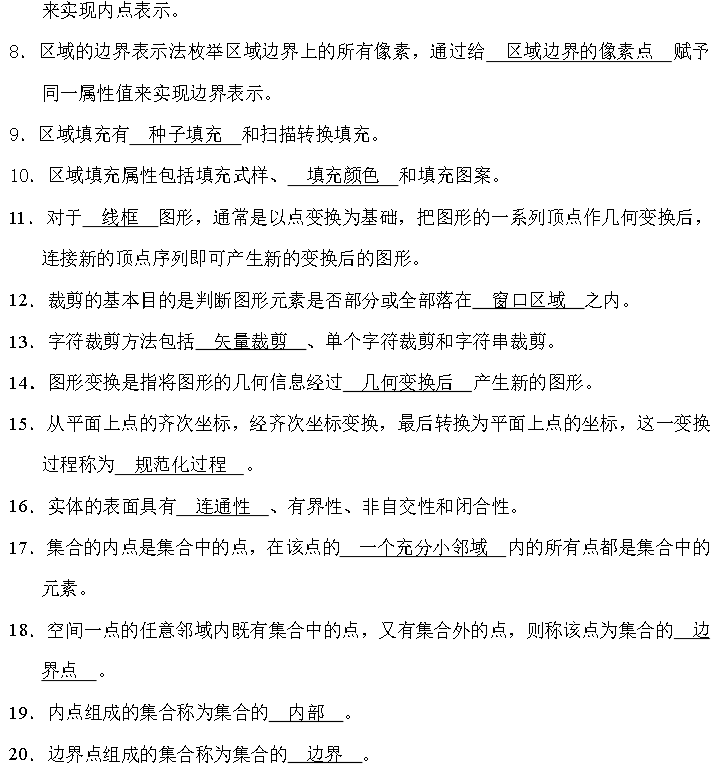 来实现内点表示。
8．区域的边界表示法枚举区域边界上的所有像素，通过给　区域边界的像素点　赋予
同一属性值来实现边界表示。
9．区域填充有　种子填充　和扫描转换填充。
10．区域填充属性包括填充式样、　填充颜色　和填充图案。
11．对于　线框　图形，通常是以点变换为基础，把图形的一系列顶点作几何变换后，
连接新的顶点序列即可产生新的变换后的图形。
12．裁剪的基本目的是判断图形元素是否部分或全部落在　窗口区域　之内。
13．字符裁剪方法包括　矢量裁剪　、单个字符裁剪和字符串裁剪。
14．图形变换是指将图形的几何信息经过　几何变换后　产生新的图形。
15．从平面上点的齐次坐标，经齐次坐标变换，最后转换为平面上点的坐标，这一变换
过程称为　规范化过程　。
16．实体的表面具有　连通性　、有界性、非自交性和闭合性。
17．集合的内点是集合中的点，在该点的　一个充分小邻域　内的所有点都是集合中的
元素。
18．空间一点的任意邻域内既有集合中的点，又有集合外的点，则称该点为集合的　边
界点　。
19．内点组成的集合称为集合的　内部　。
20．边界点组成的集合称为集合的　边界　。